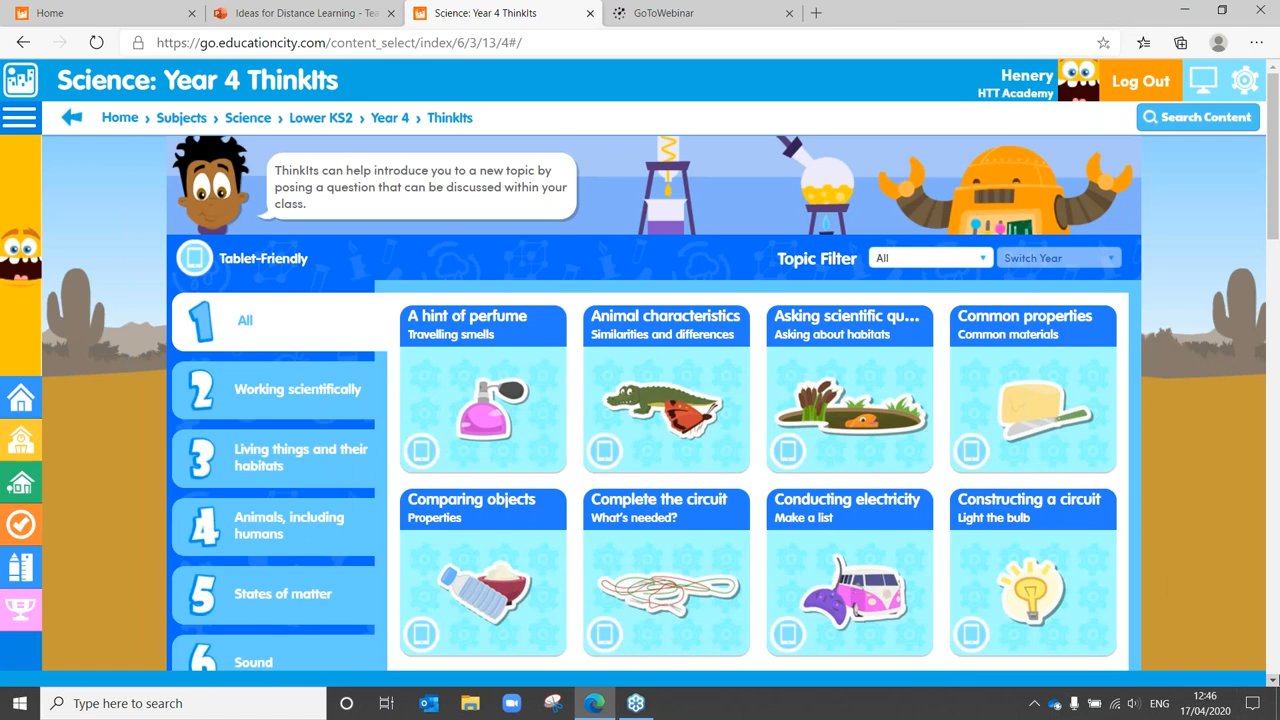 Home
Ideas for Distance Learning - Tea
Science: Year 4 ThinkIts
GoToWebinar
https://go.educationcity.com/content_select/index/6/3/13/4#/
Science: Year 4 ThinkIts
Henery
HTT Academy
Log Out
Home › Subjects › Science › Lower KS2 › Year 4 › ThinkIts
Search Content
ThinkIts can help introduce you to a new topic by
posing a question that can be discussed within your
class.
Tablet-Friendly
Topic Filter
All
Switch Year
1 All
2 Working scientifically
3 Living things and their
habitats
4 Animals, including
humans
5 States of matter
6 Sound
A hint of perfume
Travelling smells
Animal characteristics
Similarities and differences
Asking scientific qu...
Asking about habitats
Common properties
Common materials
Comparing objects
Properties
Complete the circuit
What's needed?
Conducting electricity
Make a list
Constructing a circuit
Light the bulb
Type here to search
ENG
12:46
17/04/2020